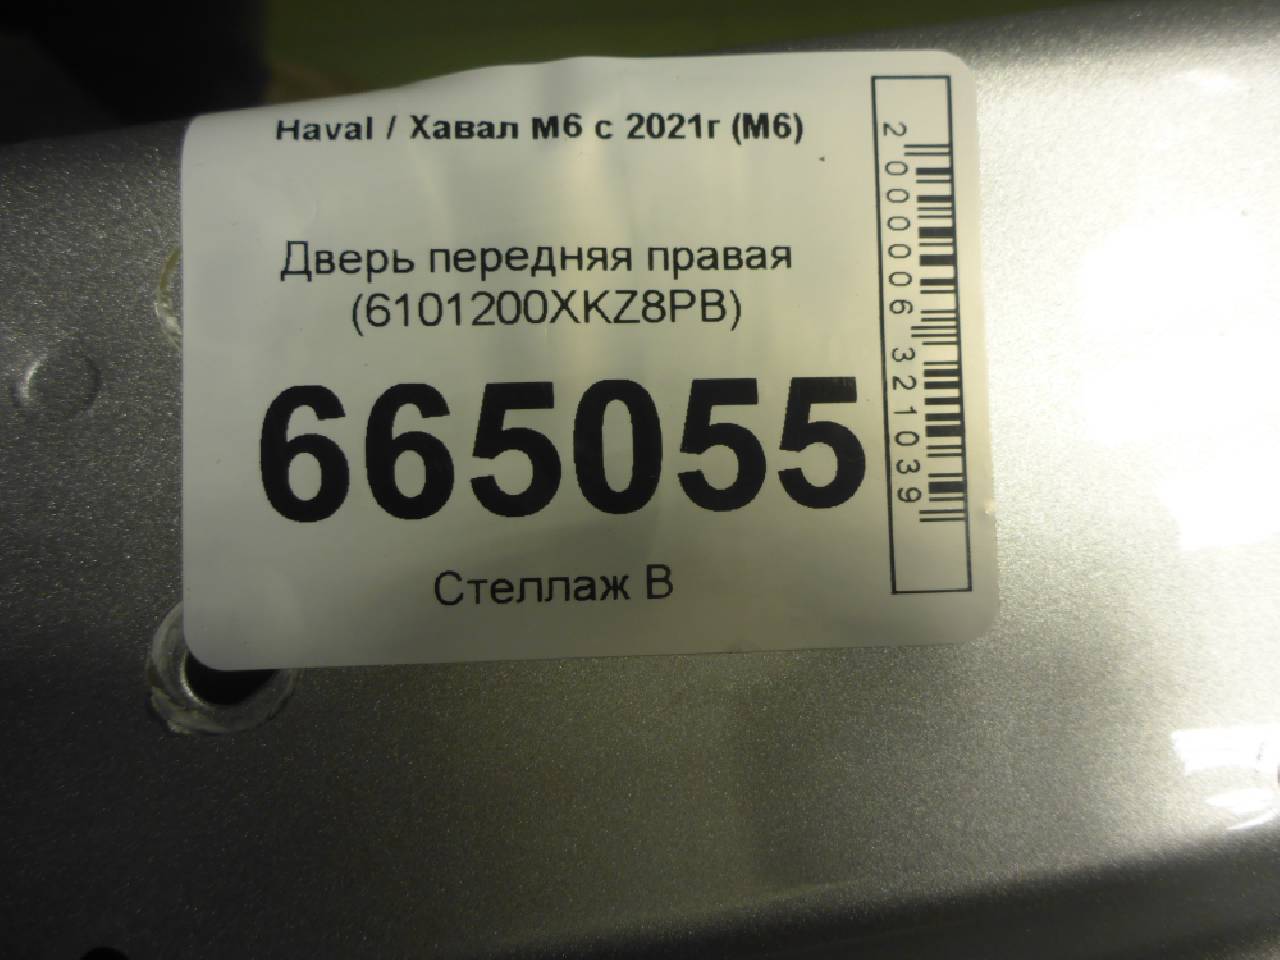 Haval / Хавал М6 с 2021г (М6)
Дверь передняя правая
(6101200XKZ8PB)
665055
Стеллаж В
2000006321039